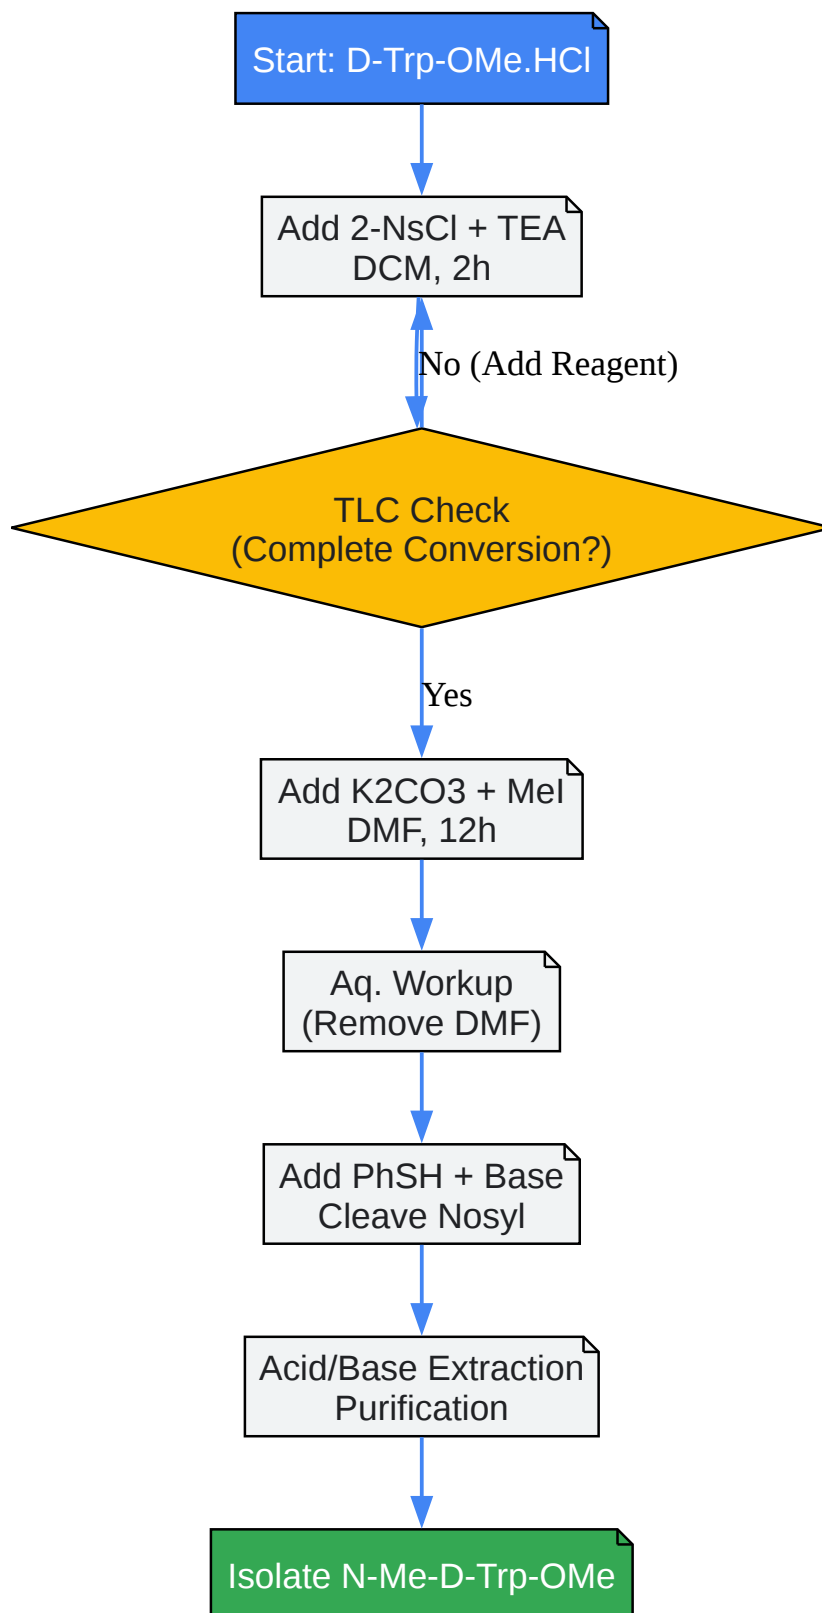 Start: D-Trp-OMe.HCl
Add 2-NsCl + TEA
DCM, 2h
No (Add Reagent)
TLC Check
(Complete Conversion?)
Yes
Add K2CO3 + MeI
DMF, 12h
Aq. Workup
(Remove DMF)
Add PhSH + Base
Cleave Nosyl
Acid/Base Extraction
Purification
Isolate N-Me-D-Trp-OMe